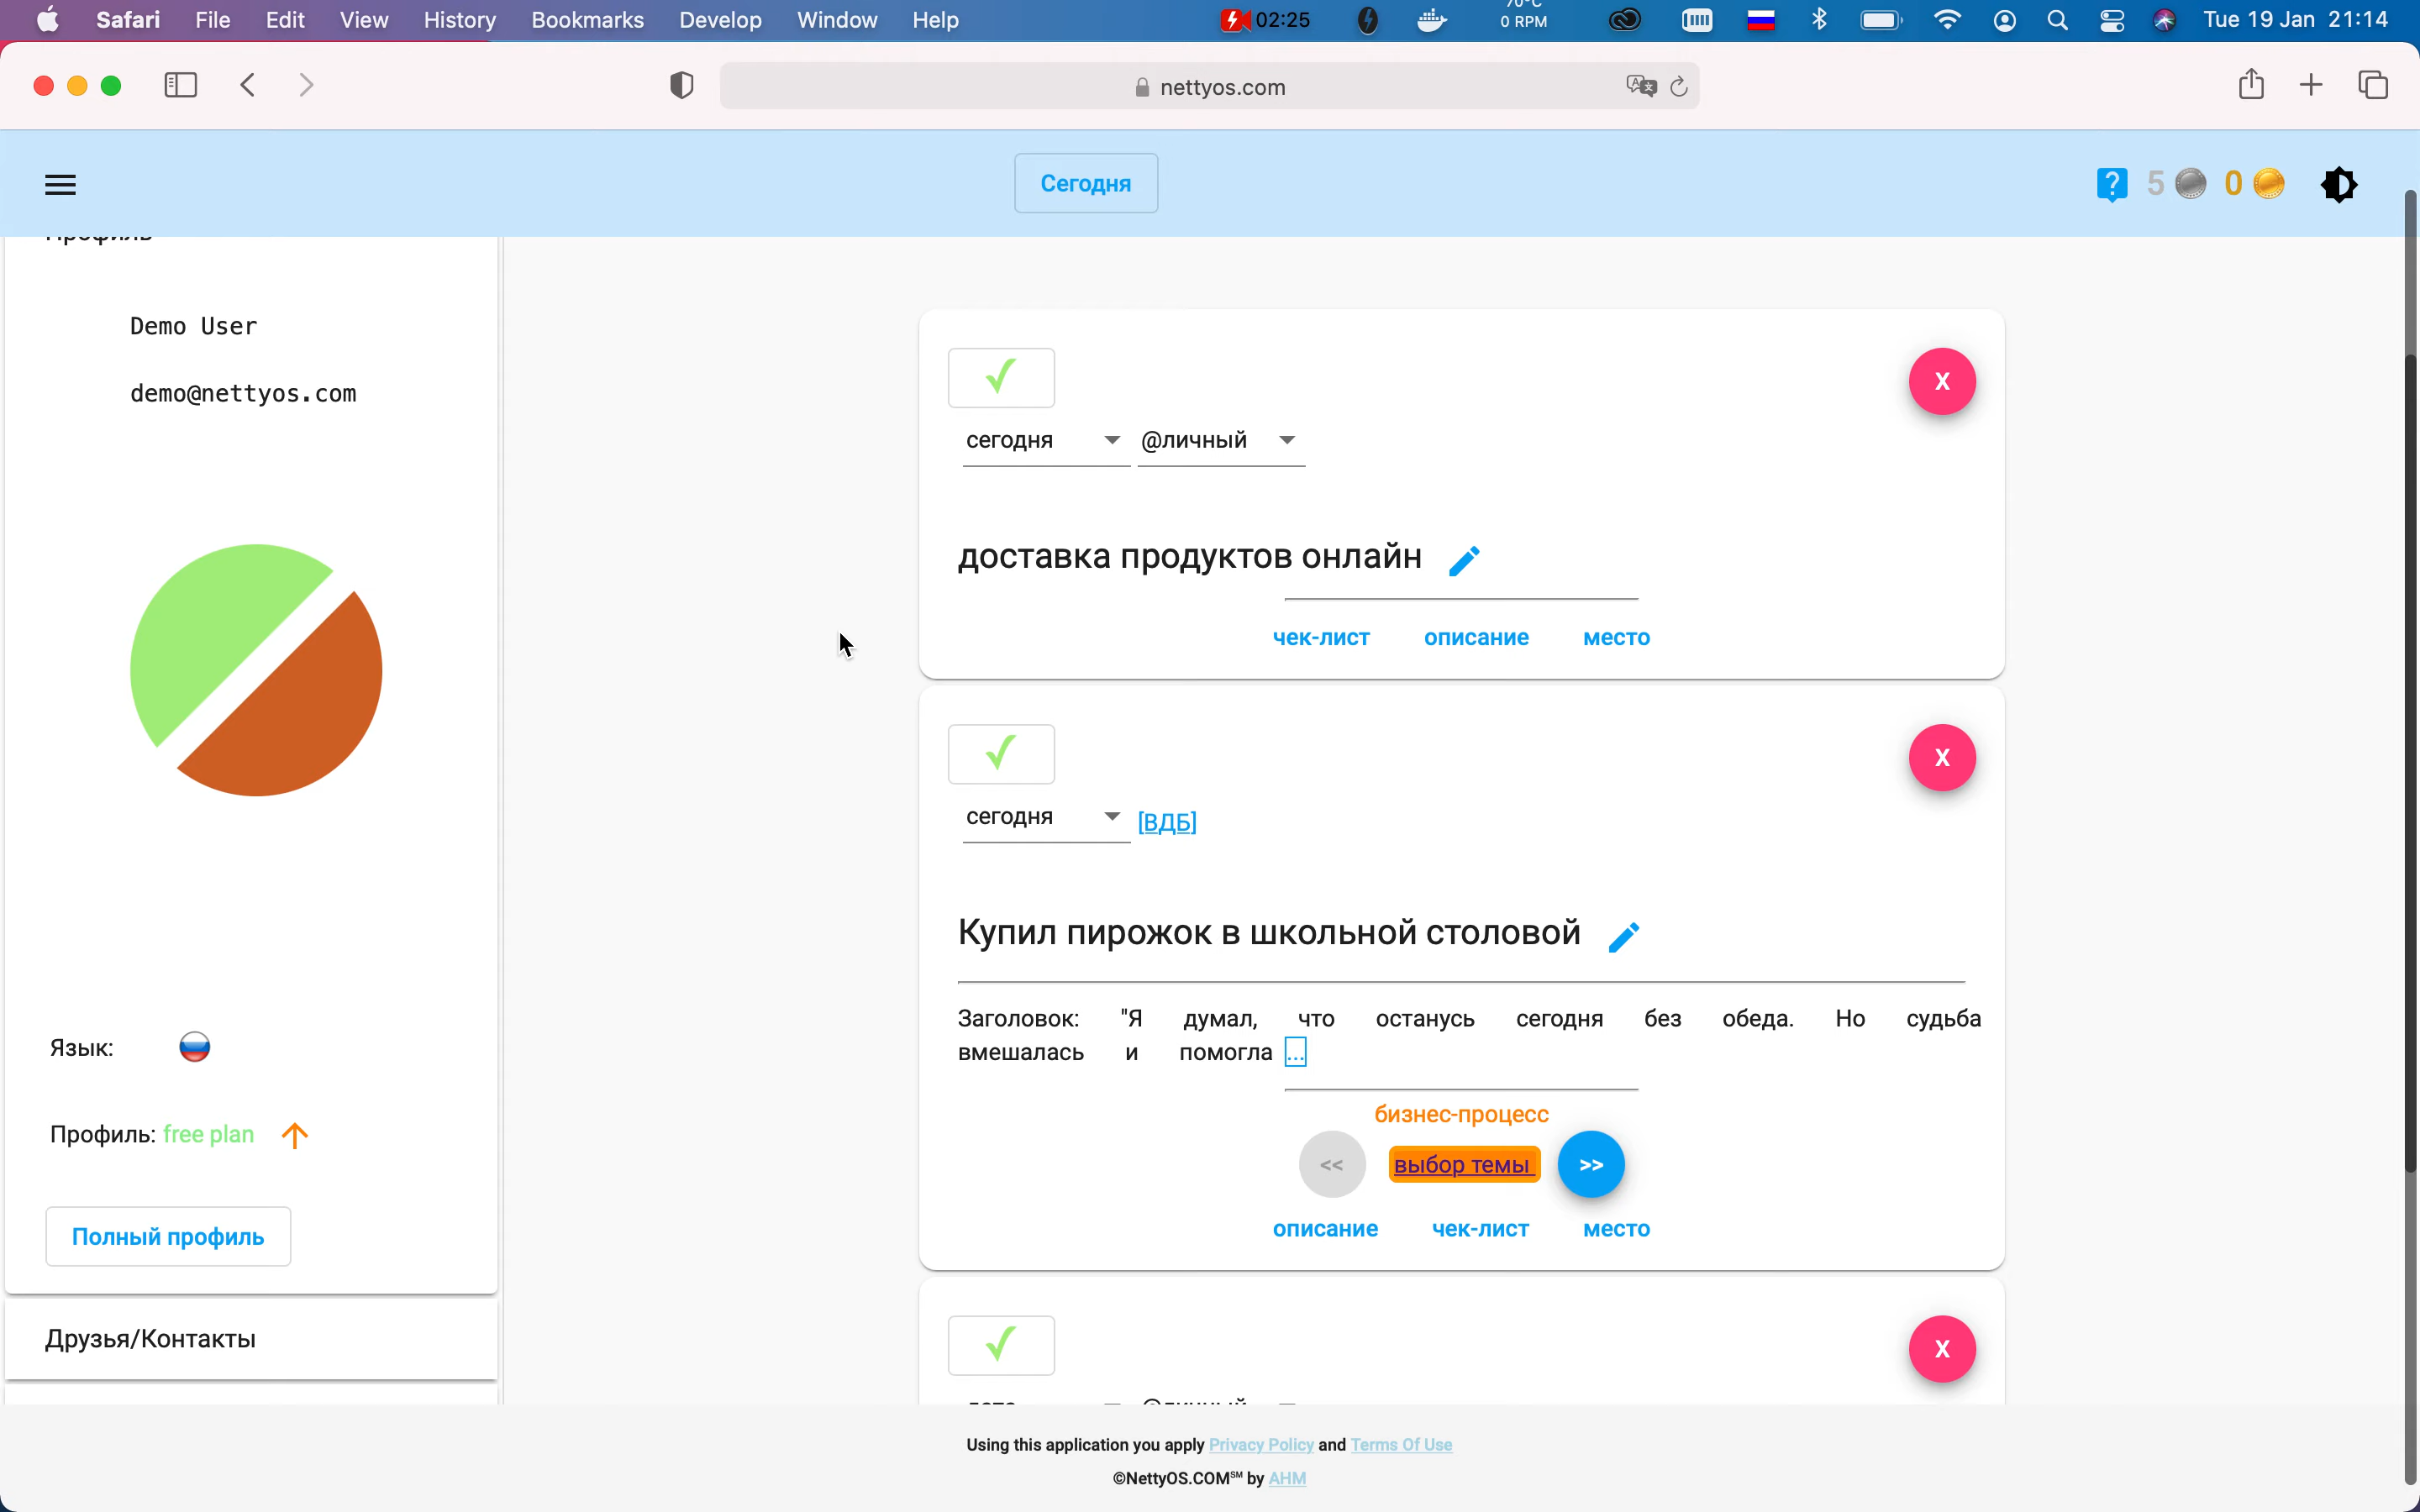 Safari File Edit View History Bookmarks Develop Window Help 02:25 70°C 0 RPM Tue 19 Jan 21:14
nettyos.com
Сегодня ? 5 0
Профиль
Demo User
demo@nettyos.com
Язык:
Профиль: free plan
Полный профиль
Друзья/Контакты
X
сегодня @личный
доставка продуктов онлайн
чек-лист описание место
X
сегодня [ВДБ]
Купил пирожок в школьной столовой
Заголовок: "Я думал, что останусь сегодня без обеда. Но судьба
вмешалась и помогла ...
бизнес-процесс
<< выбор темы >>
описание чек-лист место
X
@личный
Using this application you apply Privacy Policy and Terms Of Use
©NettyOS.COM℠ by AHM